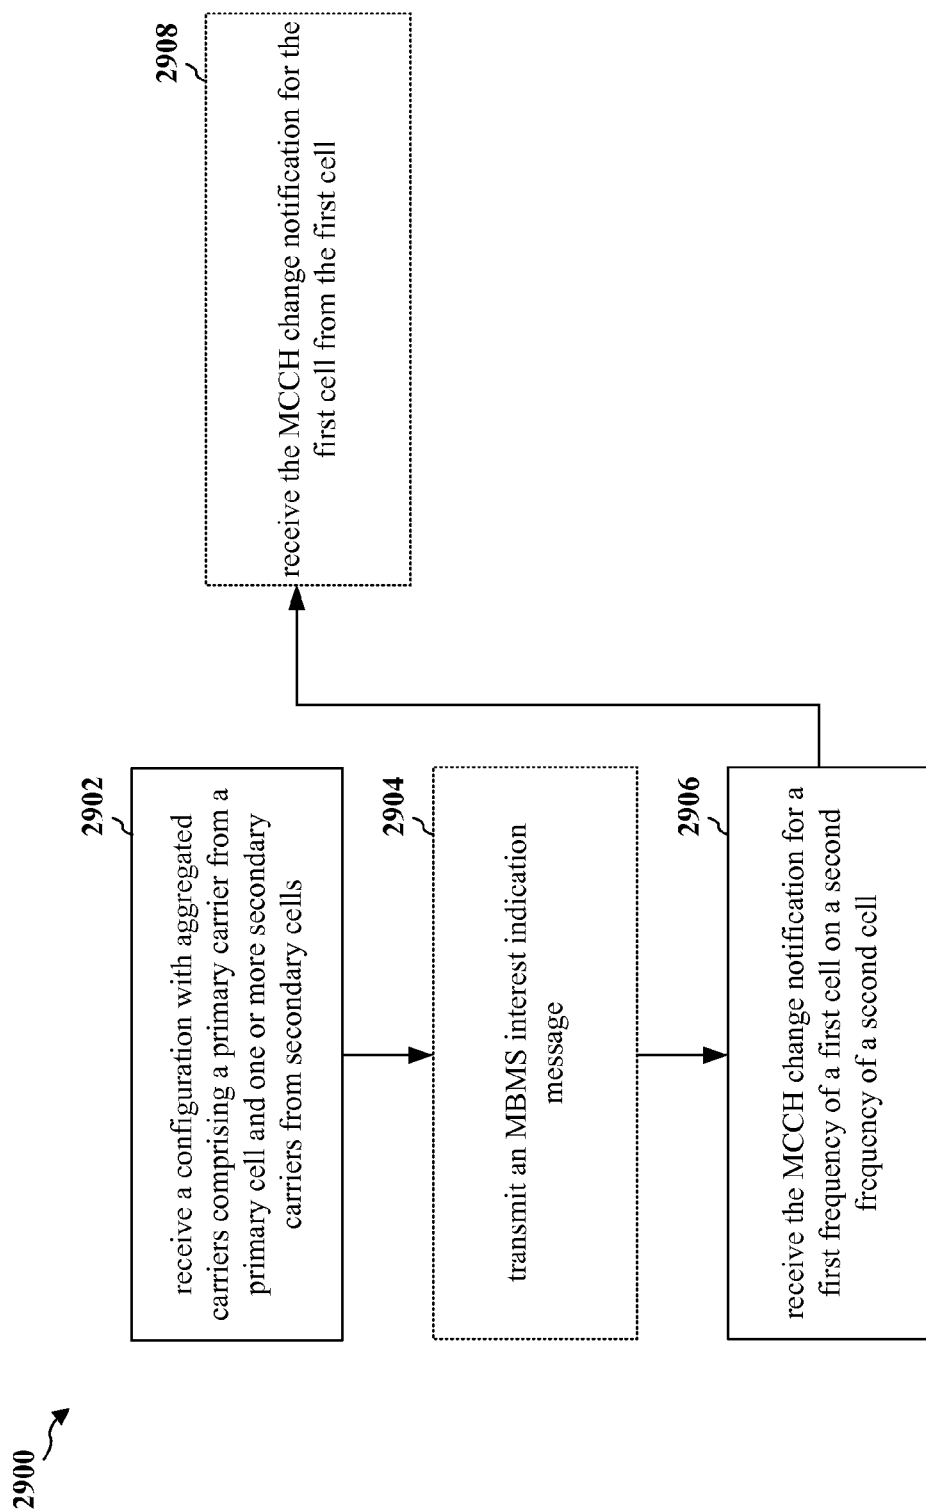 2900
2902
receive a configuration with aggregated
carriers comprising a primary carrier from a
primary cell and one or more secondary
carriers from secondary cells
2904
transmit an MBMS interest indication
message
2906
receive the MCCH change notification for a
first frequency of a first cell on a second
frequency of a second cell
2908
receive the MCCH change notification for the
first cell from the first cell